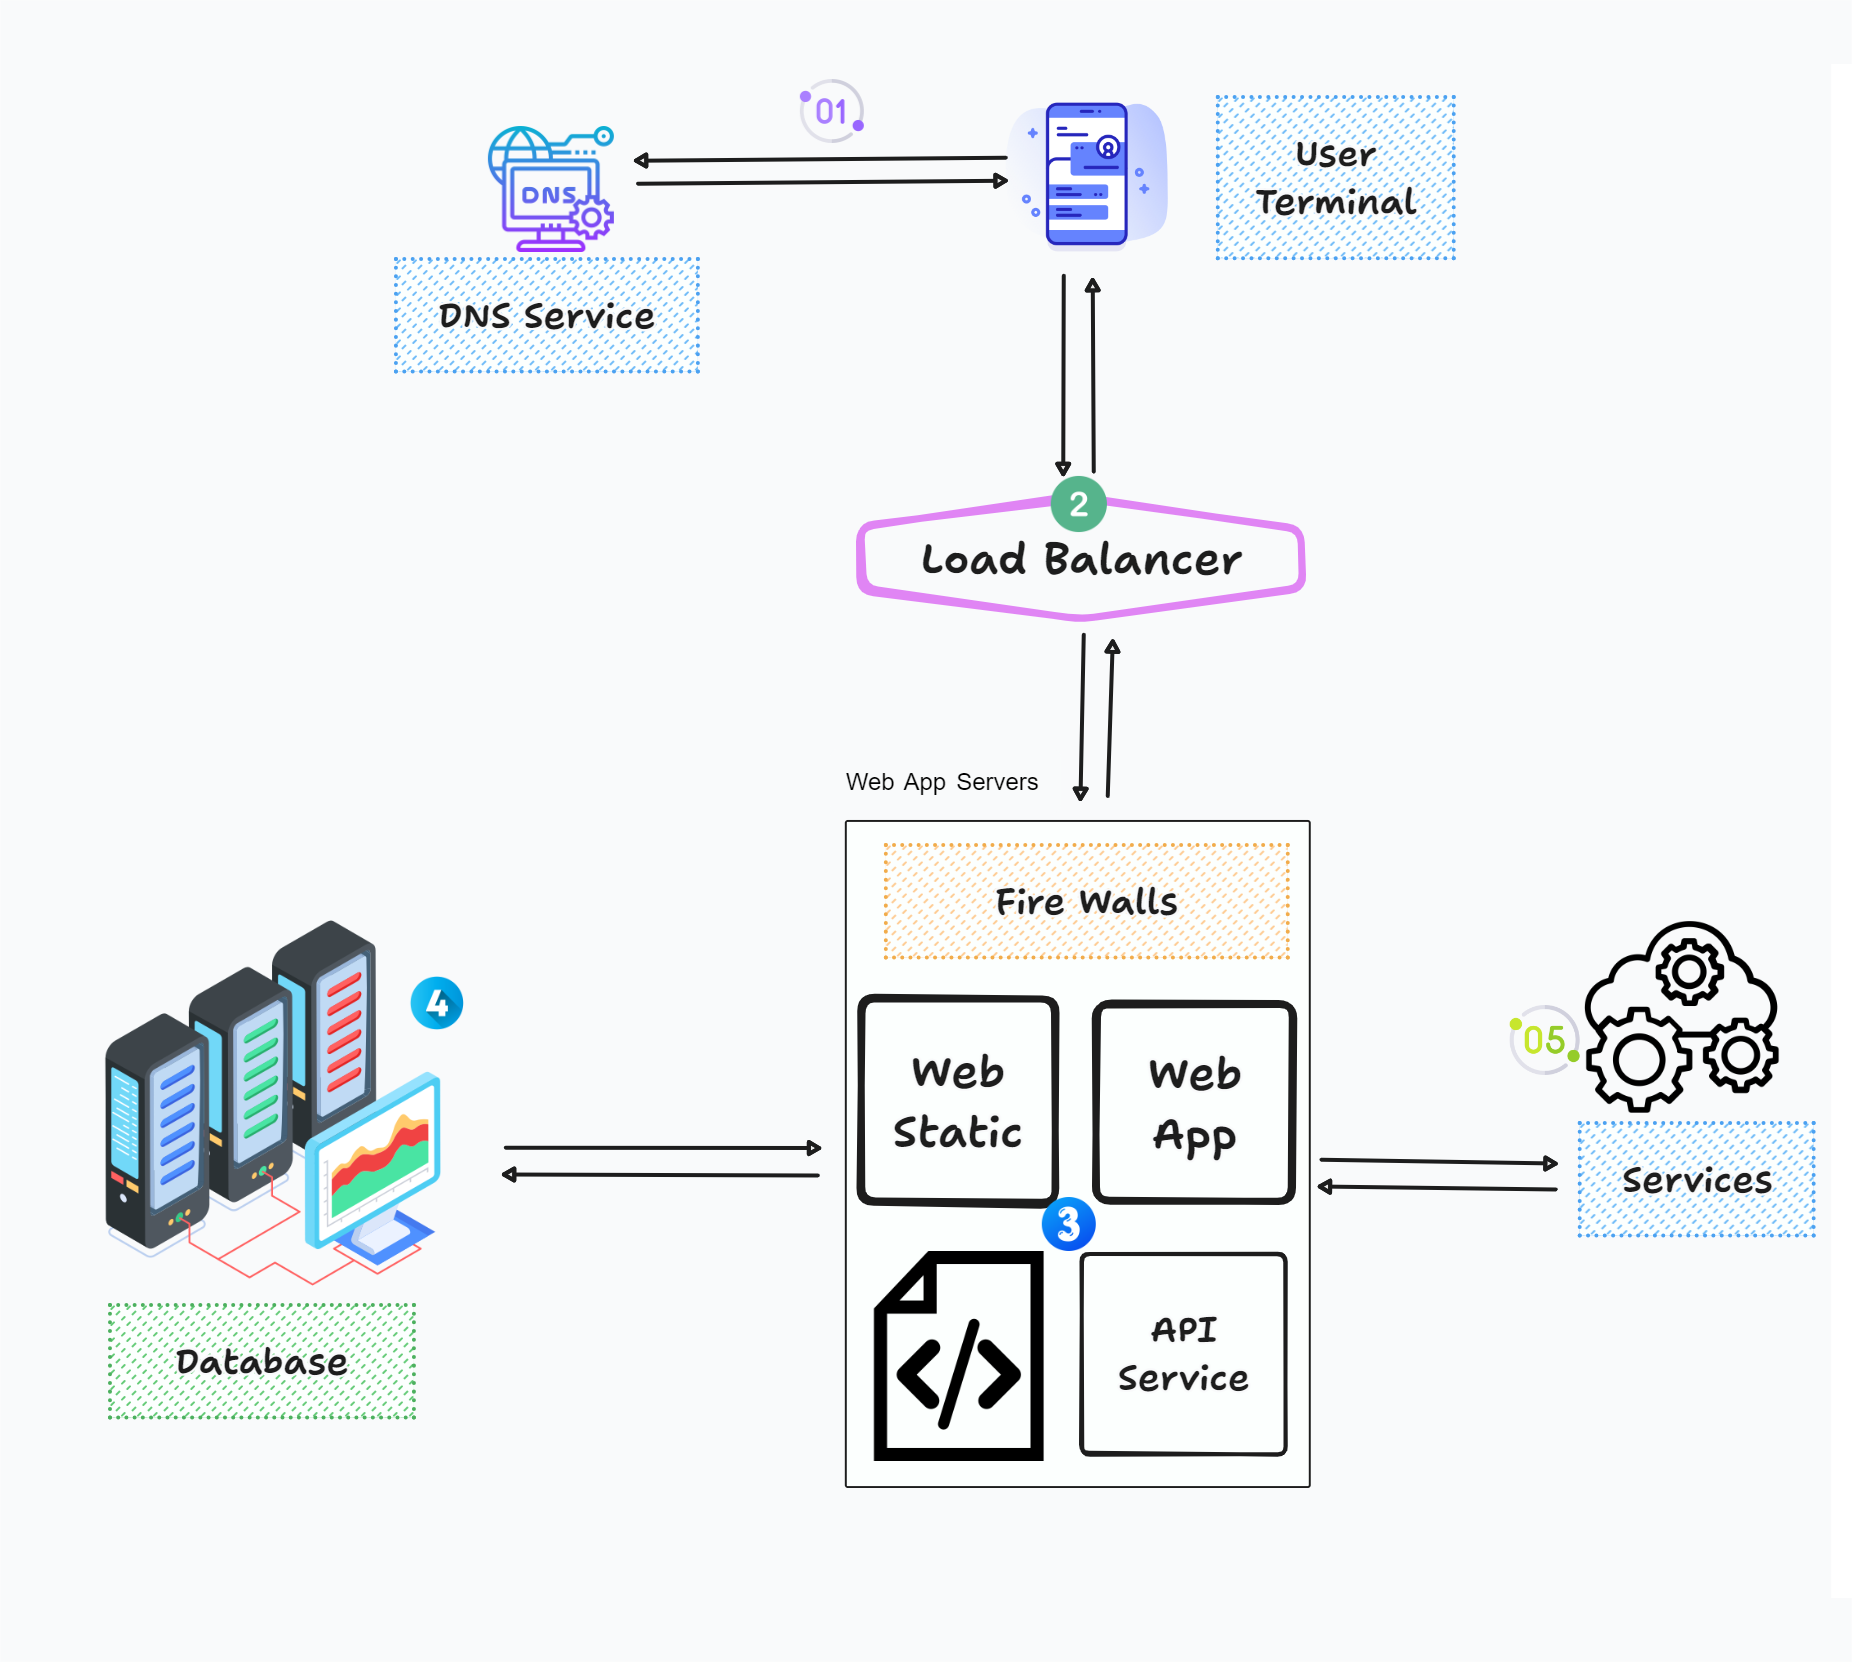 01
User
Terminal
DNS
DNS Service
2
Load Balancer
Web App Servers
Fire Walls
4
05
Web
Static
Web
App
Services
3
API
Service
</>
Database